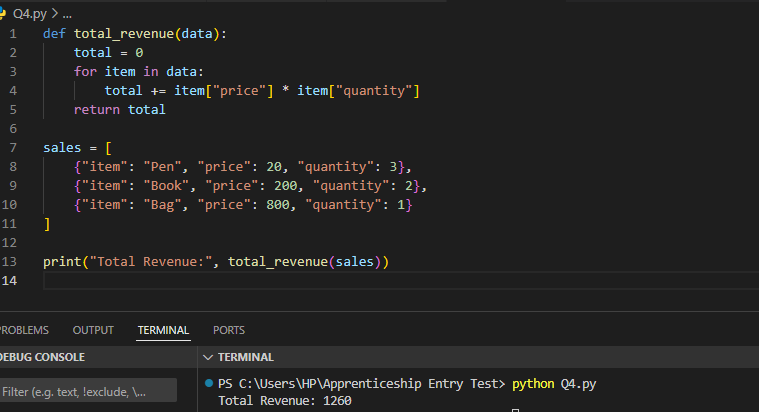 Q4.py > ...
1 def total_revenue(data):
2     total = 0
3     for item in data:
4         total += item["price"] * item["quantity"]
5     return total
6
7 sales = [
8     {"item": "Pen", "price": 20, "quantity": 3},
9     {"item": "Book", "price": 200, "quantity": 2},
10     {"item": "Bag", "price": 800, "quantity": 1}
11 ]
12
13 print("Total Revenue:", total_revenue(sales))
14
ROBLEMS OUTPUT TERMINAL PORTS
EBUG CONSOLE
Filter (e.g. text, !exclude, \...
TERMINAL
PS C:\Users\HP\Apprenticeship Entry Test> python Q4.py
Total Revenue: 1260